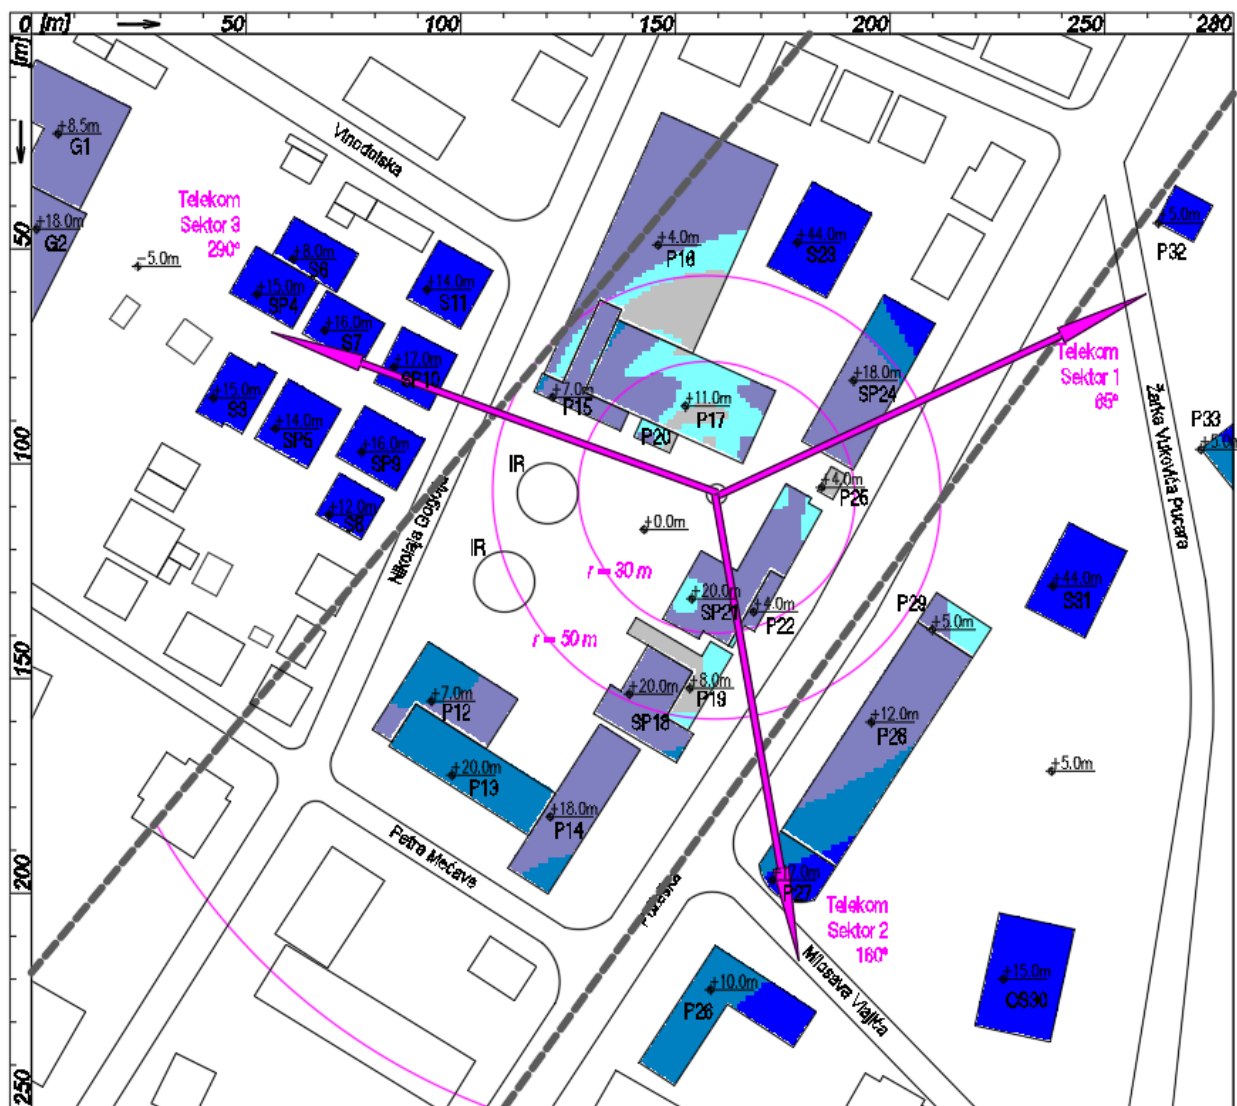 0 [m] 50 100 150 200 250 280
[m]
50
100
150
200
250
+8.5m
G1
+18.0m
G2
Vinodolska
Telekom
Sektor 3
290°
-5.0m
+8.0m
S6
+15.0m
SP4
+14.0m
S11
+16.0m
S7
+17.0m
SP10
+15.0m
S3
+14.0m
SP5
+16.0m
SP9
+12.0m
S8
+4.0m
P16
+44.0m
S23
+5.0m
P32
+7.0m
P15
+11.0m
P17
P20
+18.0m
SP24
Telekom
Sektor 1
65°
P33
+5.0m
Žarka Vukovića Pucara
Nikolaja Gogolja
IR
IR
+4.0m
P25
+0.0m
r = 30 m
r = 50 m
+20.0m
SP21
+4.0m
P22
P29
+5.0m
+44.0m
S31
+7.0m
P12
+20.0m
SP18
+8.0m
P19
+12.0m
P28
+5.0m
+20.0m
P13
+18.0m
P14
Petra Mećave
+17.0m
P27
Telekom
Sektor 2
160°
Milosava Vlajića
+10.0m
P26
+15.0m
OS30